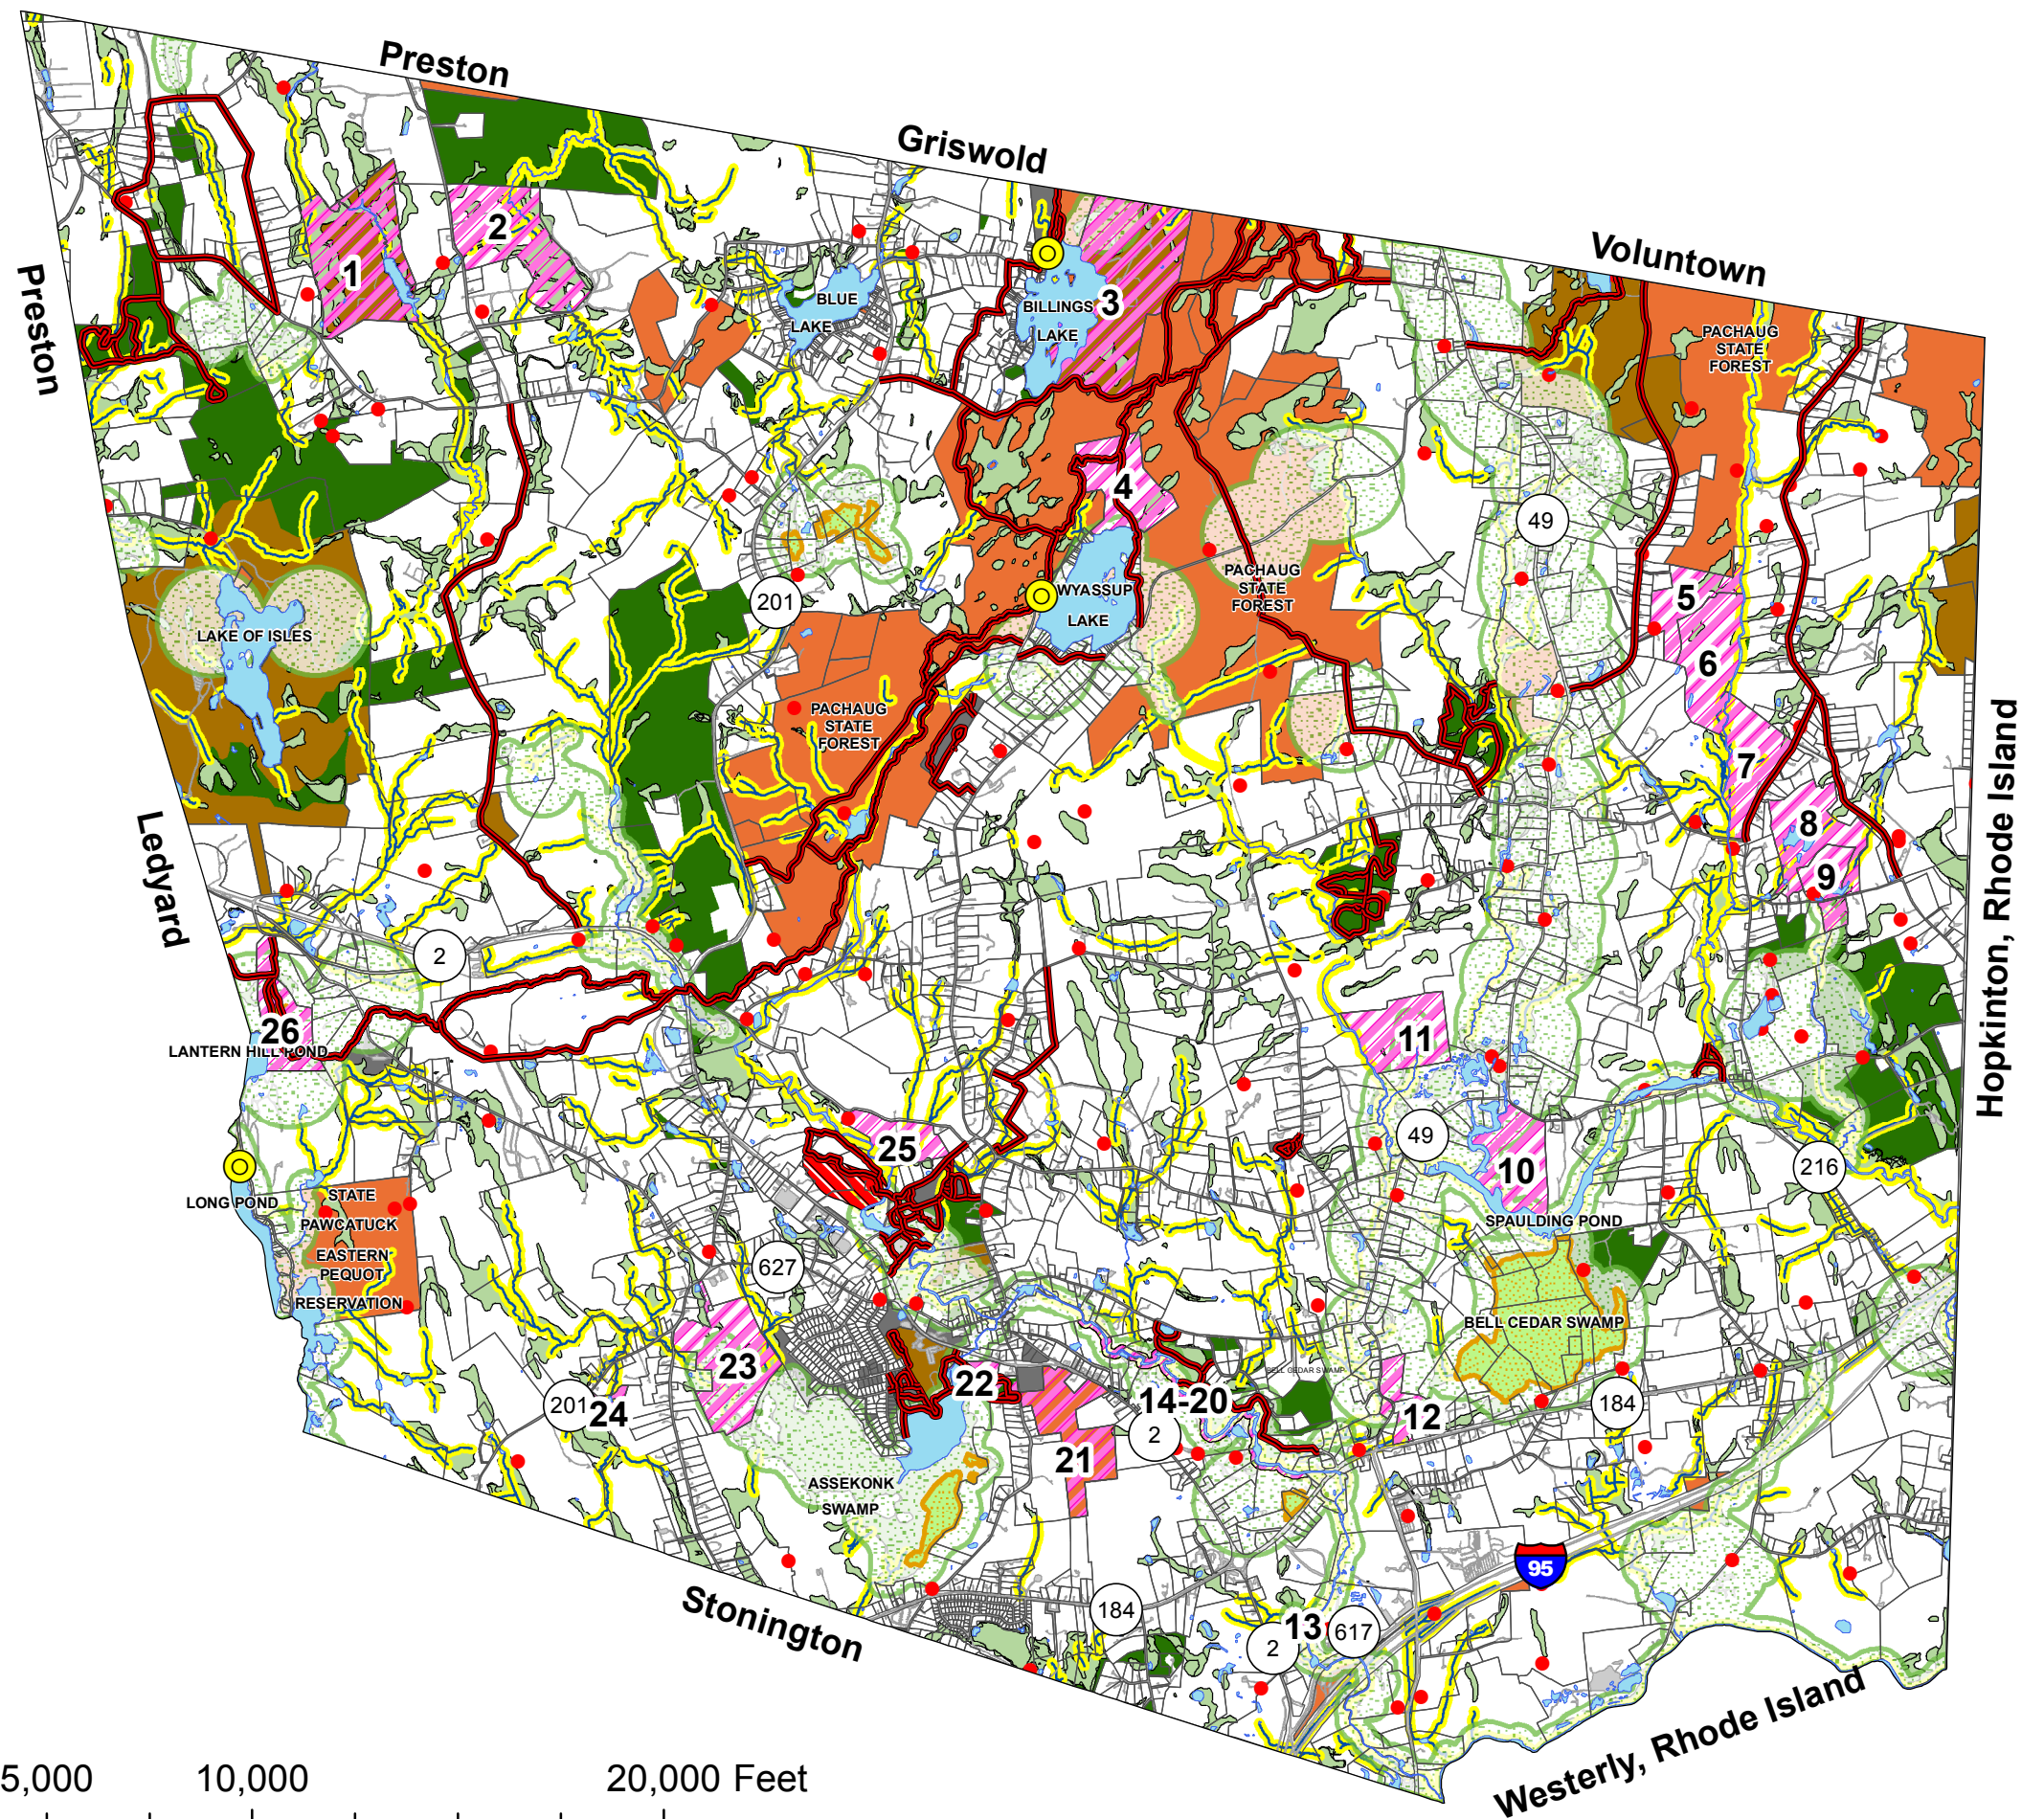 Preston
Griswold
Voluntown
Preston
1
2
3
BLUE
LAKE
BILLINGS
LAKE
PACHAUG
STATE
FOREST
4
49
201
WYASSUP
LAKE
PACHAUG
STATE
FOREST
5
6
LAKE OF ISLES
PACHAUG
STATE
FOREST
7
8
9
Ledyard
Hopkinton, Rhode Island
2
26
LANTERN HILL POND
11
25
49
10
216
LONG POND
STATE
PAWCATUCK
EASTERN
PEQUOT
RESERVATION
SPAULDING POND
627
BELL CEDAR SWAMP
BELL CEDAR SWAMP
23
22
14-20
2
201
24
12
184
21
ASSEKONK
SWAMP
95
Stonington
184
13
2
617
Westerly, Rhode Island
5,000
10,000
20,000 Feet